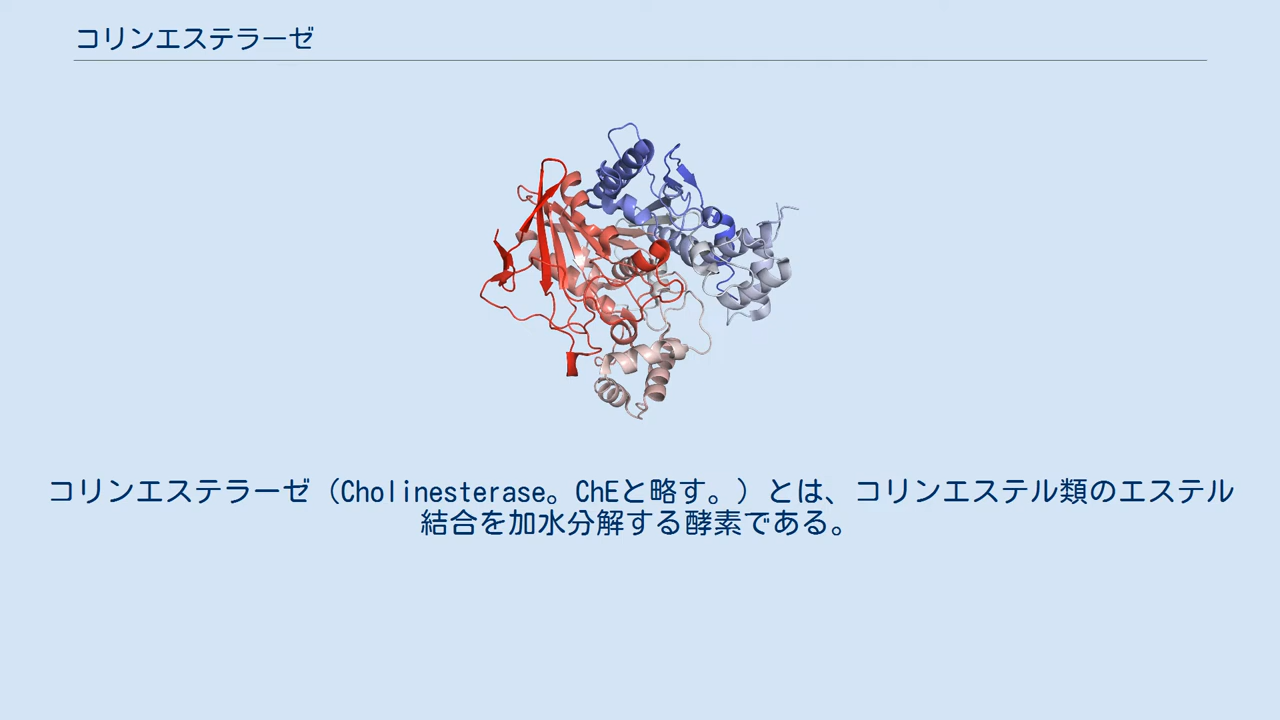 コリンエステラーゼ
コリンエステラーゼ（Cholinesterase。ChEと略す。）とは、コリンエステル類のエステル
結合を加水分解する酵素である。